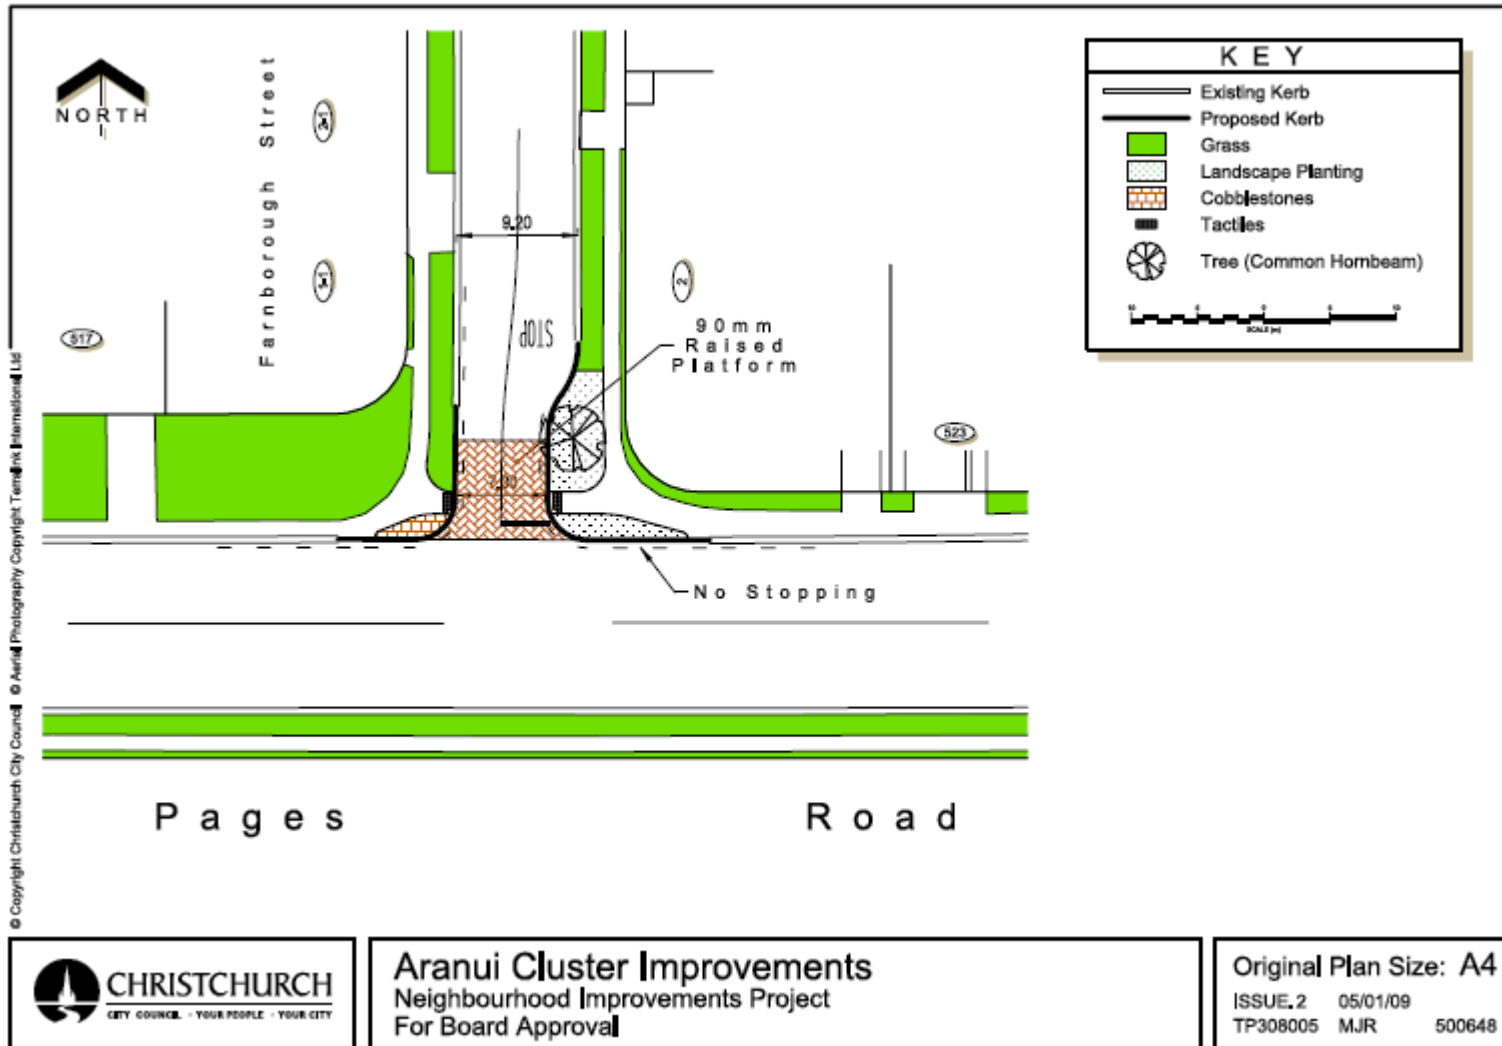 NORTH
Farnborough Street
517
9.20
STOP
2
90mm
Raised
Platform
523
No Stopping
Pages Road
KEY
Existing Kerb
Proposed Kerb
Grass
Landscape Planting
Cobblestones
Tactiles
Tree (Common Hornbeam)
SCALE (m)
© Copyright Christchurch City Council © Aerial Photography Copyright Terralink International Ltd
CHRISTCHURCH
CITY COUNCIL · YOUR PEOPLE · YOUR CITY
Aranui Cluster Improvements
Neighbourhood Improvements Project
For Board Approval
Original Plan Size: A4
ISSUE.2 05/01/09
TP308005 MJR 500648